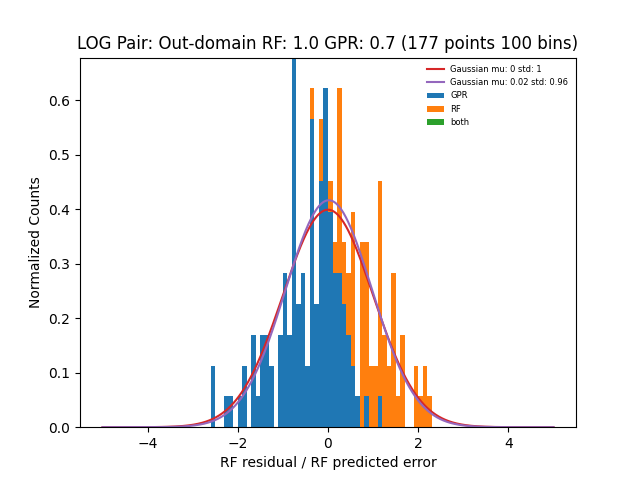 LOG Pair: Out-domain RF: 1.0 GPR: 0.7 (177 points 100 bins)
Gaussian mu: 0 std: 1
Gaussian mu: 0.02 std: 0.96
GPR
RF
both
Normalized Counts
0.6
0.5
0.4
0.3
0.2
0.1
0.0
−4 −2 0 2 4
RF residual / RF predicted error